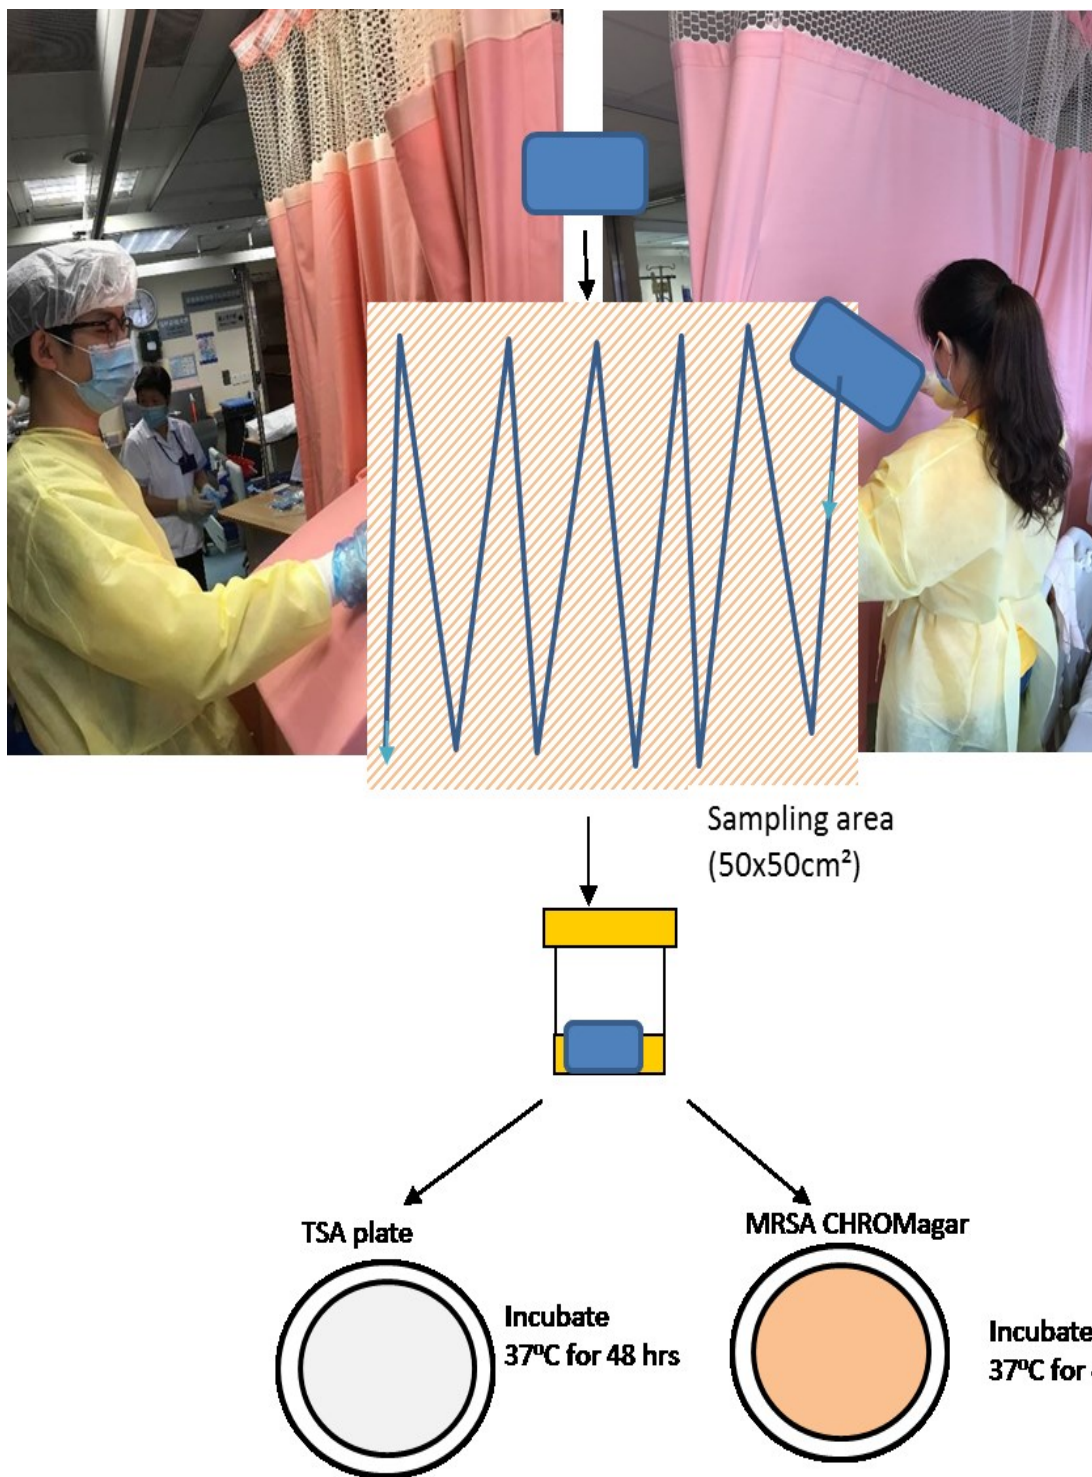 Sampling area
(50x50cm²)
TSA plate
MRSA CHROMagar
Incubate
37ºC for 48 hrs
Incubate
37ºC for